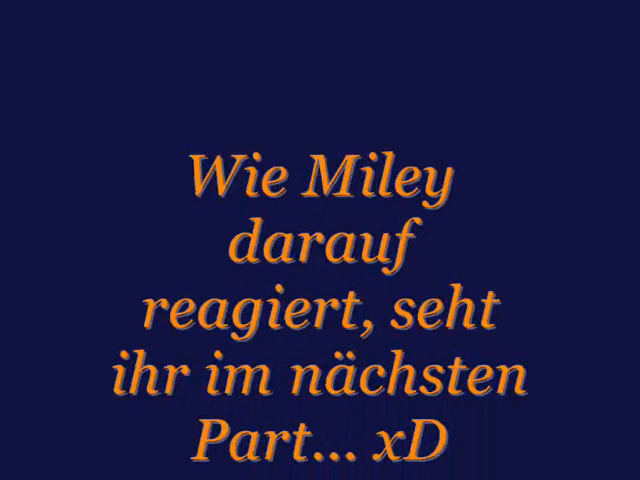 Wie Miley
darauf
reagiert, seht
ihr im nächsten
Part... xD